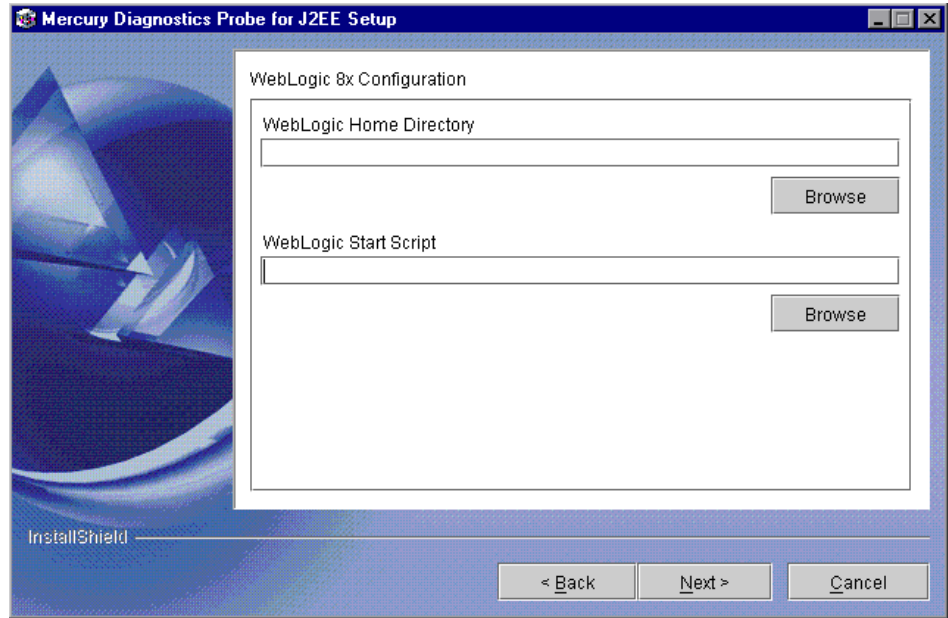 Mercury Diagnostics Probe for J2EE Setup
WebLogic 8x Configuration
WebLogic Home Directory
Browse
WebLogic Start Script
Browse
InstallShield
< Back Next > Cancel